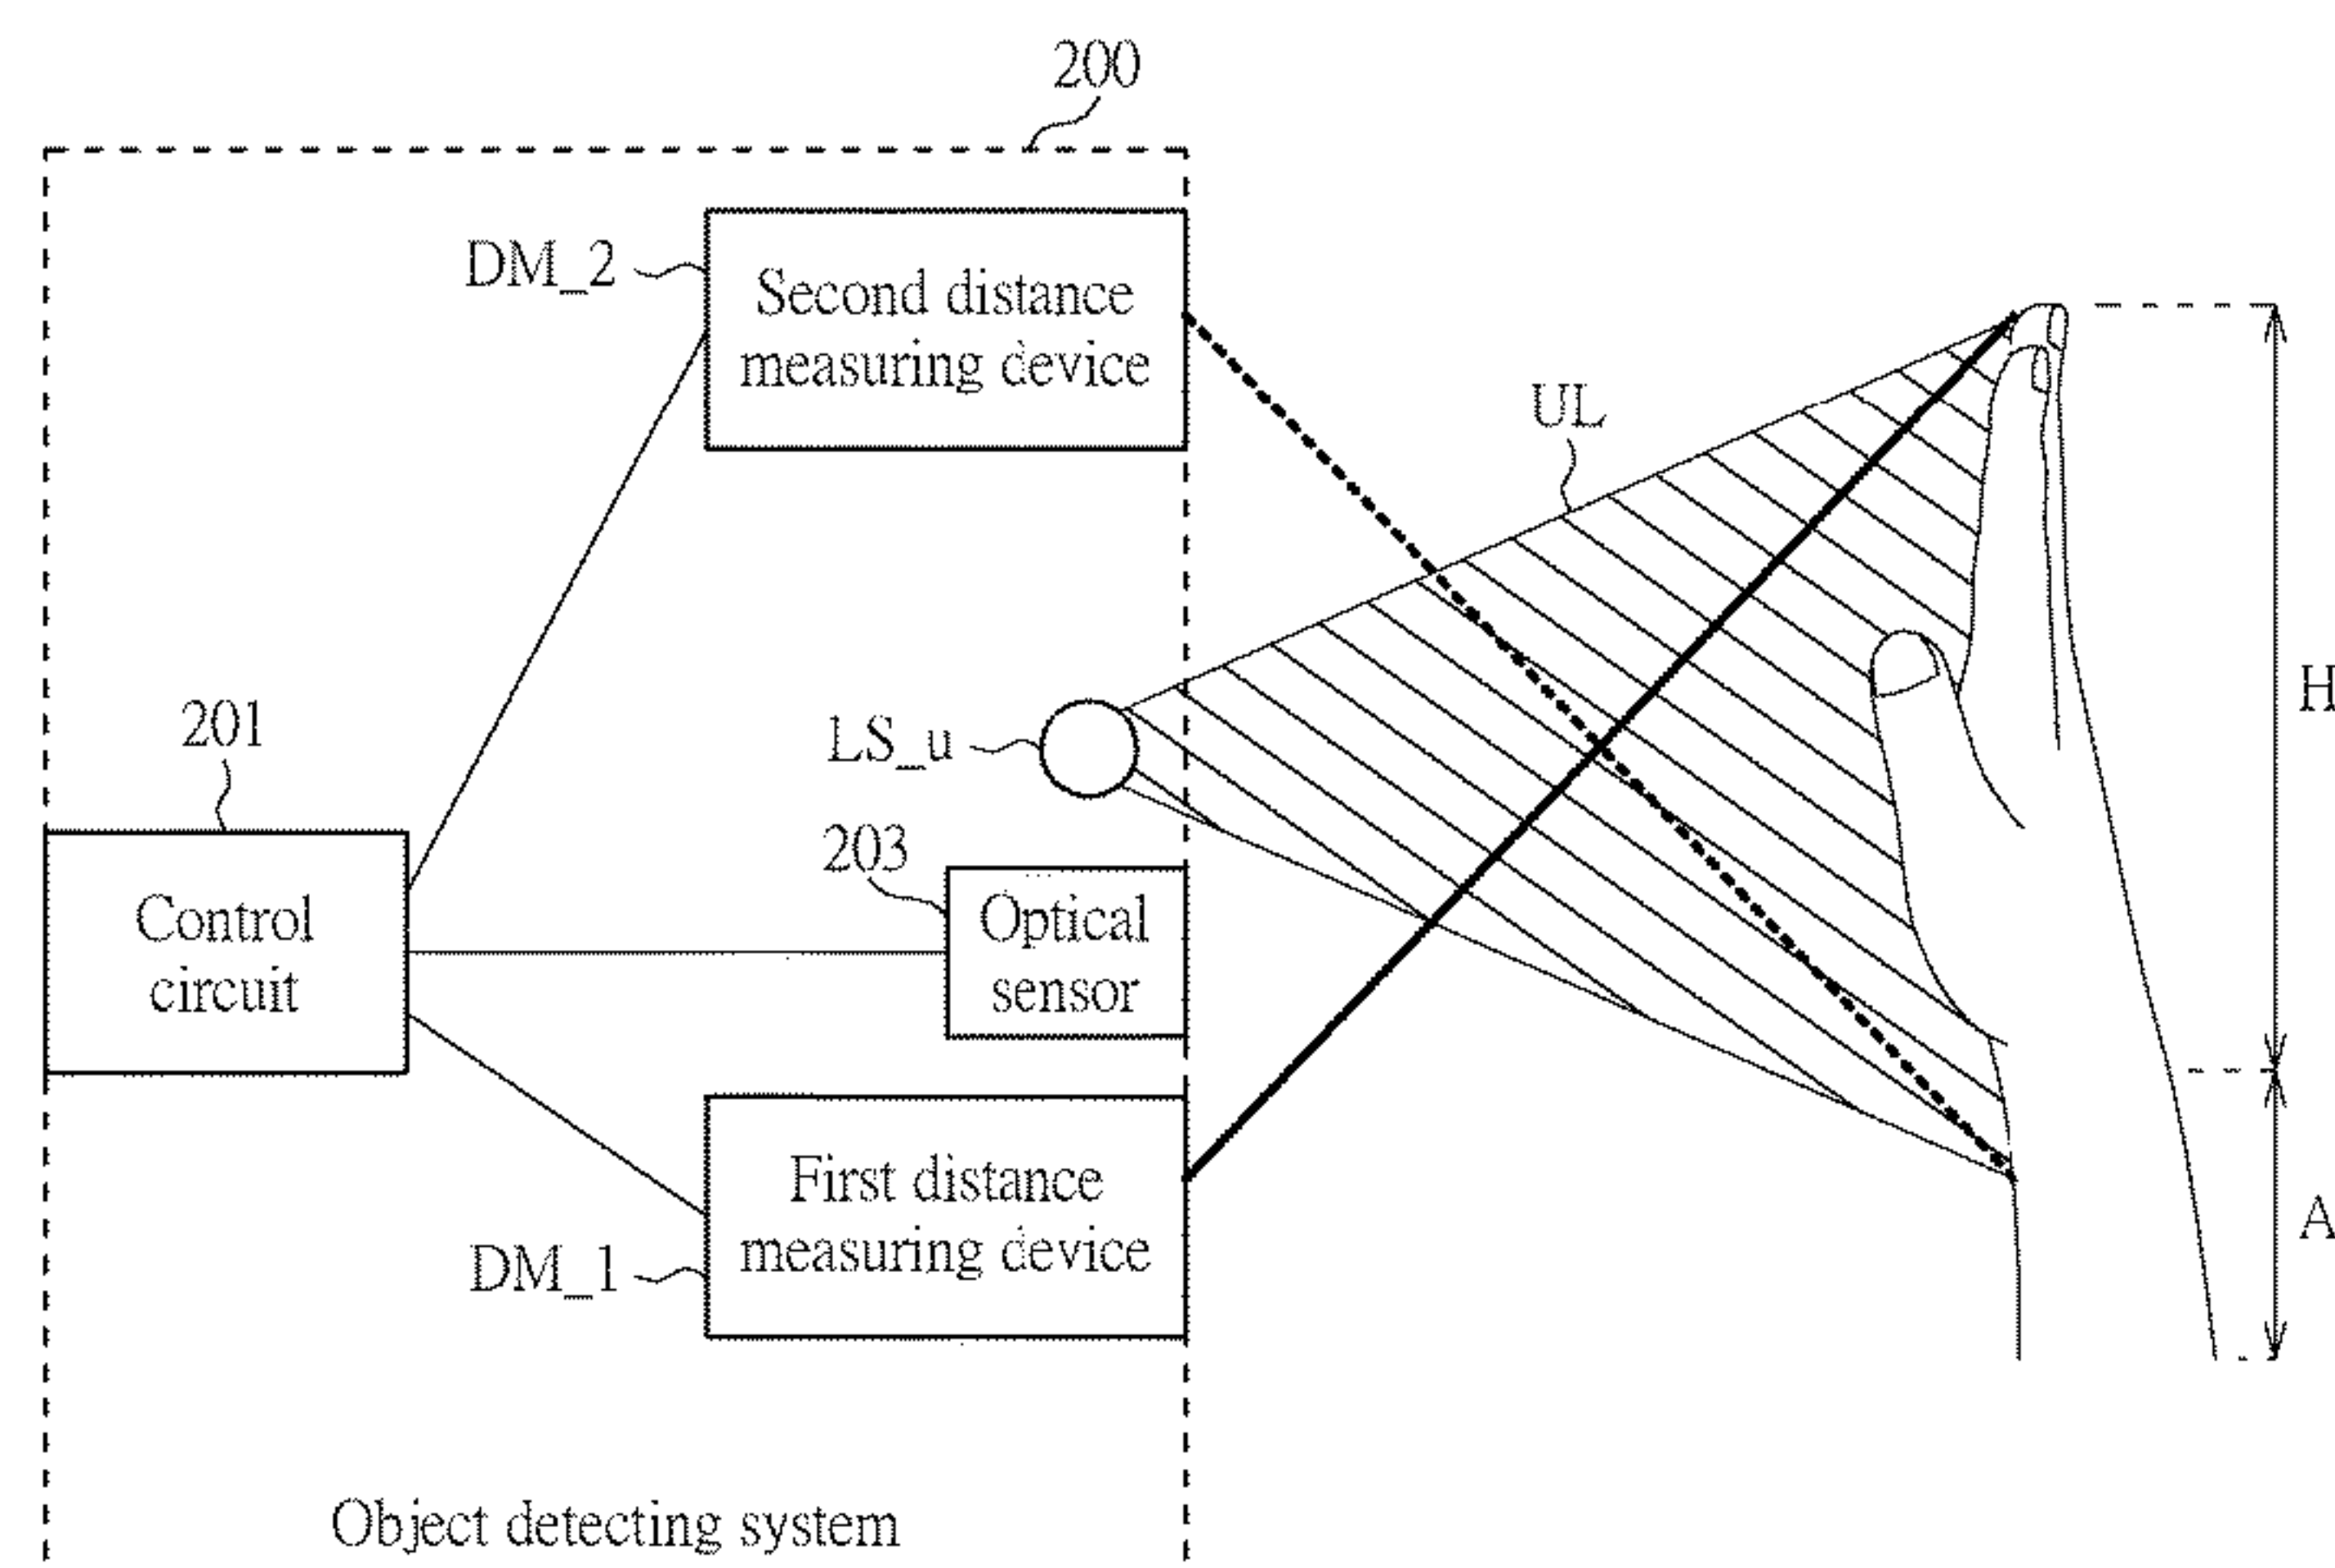 200
DM_2
Second distance
measuring device
UL
H
201
LS_u
203
Control
circuit
Optical
sensor
First distance
measuring device
DM_1
A
Object detecting system